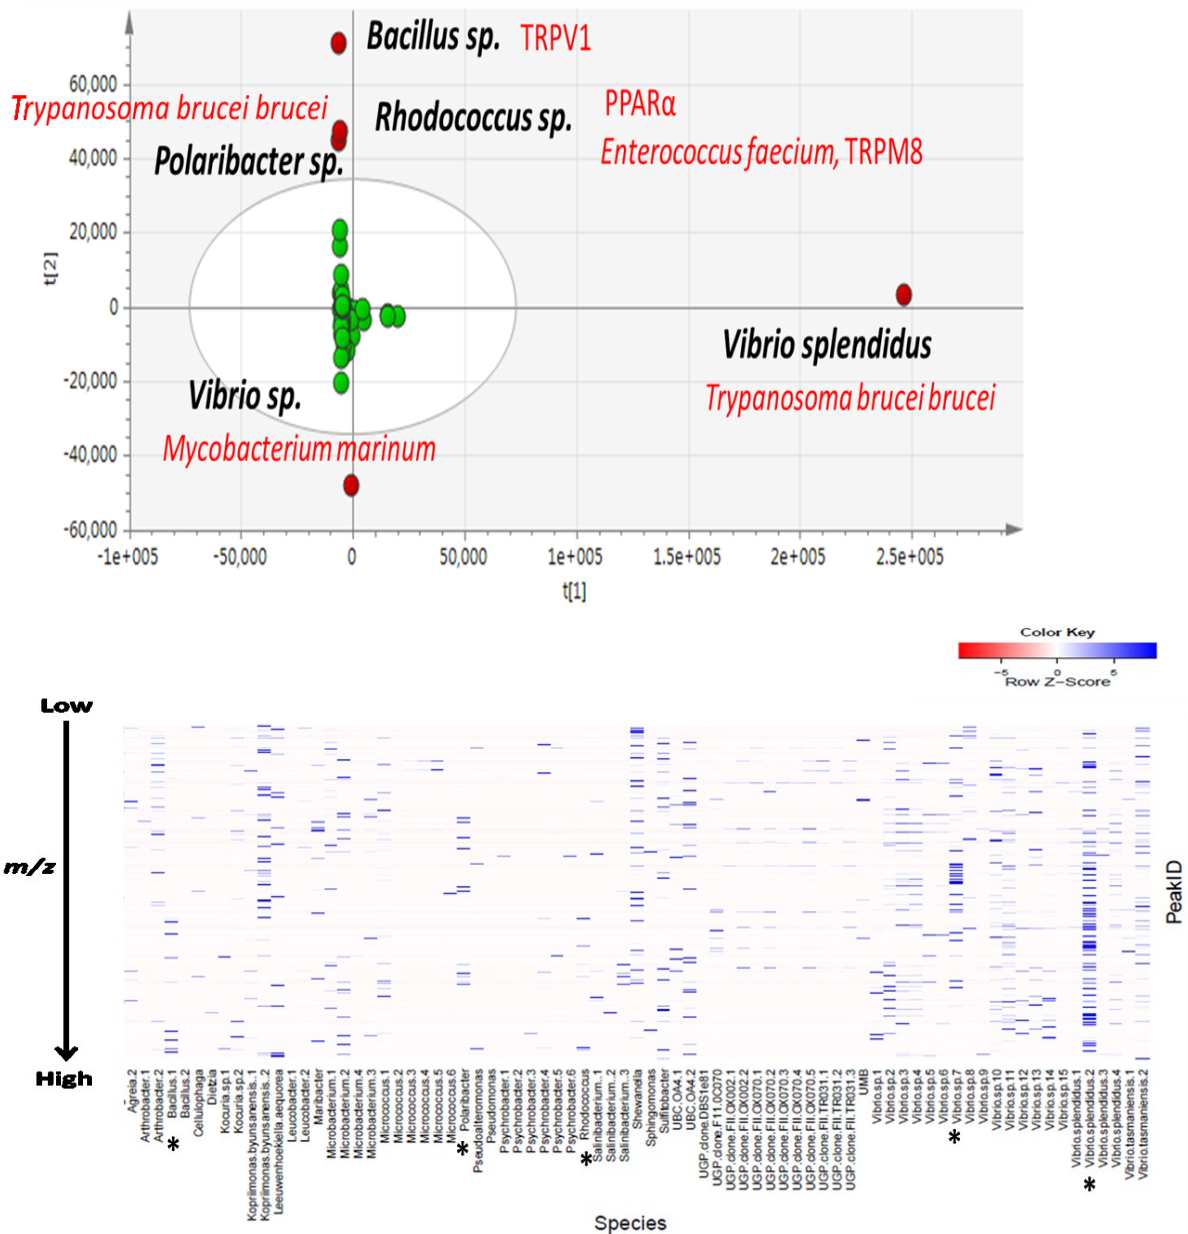 Bacillus sp. TRPV1
60,000
Trypanosoma brucei brucei
Rhodococcus sp.
PPARα
40,000
Polaribacter sp.
Enterococcus faecium, TRPM8
20,000
t[2]
0
Vibrio splendidus
-20,000
Vibrio sp.
Trypanosoma brucei brucei
-40,000
Mycobacterium marinum
-60,000
-1e+005 -50,000 0 50,000 1e+005 1.5e+005 2e+005 2.5e+005
t[1]
Color Key
-5 0 5
Row Z-Score
Low
m/z
High
PeakID
Agreia.2
Arthrobacter.1
Arthrobacter.2
Bacillus.1
*
Bacillus.2
Cellulophaga
Dietzia
Kocuria.sp.1
Kocuria.sp.2
Kopriimonas.byunsanensis..1
Kopriimonas.byunsanensis..2
Leeuwenhoekiella.aequorea
Leucobacter.1
Leucobacter.2
Maribacter
Microbacterium.1
Microbacterium.2
Microbacterium.4
Microbacterium.3
Micrococcus.1
Micrococcus.2
Micrococcus.3
Micrococcus.4
Micrococcus.5
Micrococcus.6
Polaribacter
*
Pseudoalteromonas
Pseudomonas
Psychrobacter.1
Psychrobacter.2
Psychrobacter.3
Psychrobacter.4
Psychrobacter.5
Psychrobacter.6
Rhodococcus
*
Salinibacterium..1
Salinibacterium..2
Salinibacterium..3
Shewanella
Sphingomonas
Sulfitobacter
UBC.OA4.1
UBC.OA4.2
UGP.clone.DBS1e81
UGP.clone.F11.0C070
UGP.clone.FII.OX002.1
UGP.clone.FII.OX002.2
UGP.clone.FII.OX070.1
UGP.clone.FII.OX070.2
UGP.clone.FII.OX070.3
UGP.clone.FII.OX070.4
UGP.clone.FII.OX070.5
UGP.clone.FII.TR031.1
UGP.clone.FII.TR031.2
UGP.clone.FII.TR031.3
UMB
Vibrio.sp.1
Vibrio.sp.2
Vibrio.sp.3
Vibrio.sp.4
Vibrio.sp.5
Vibrio.sp.6
Vibrio.sp.7
*
Vibrio.sp.8
Vibrio.sp.9
Vibrio.sp.10
Vibrio.sp.11
Vibrio.sp.12
Vibrio.sp.13
Vibrio.sp.14
Vibrio.sp.15
Vibrio.splendidus.1
Vibrio.splendidus.2
*
Vibrio.splendidus.3
Vibrio.splendidus.4
Vibrio.tasmaniensis.1
Vibrio.tasmaniensis.2
Species